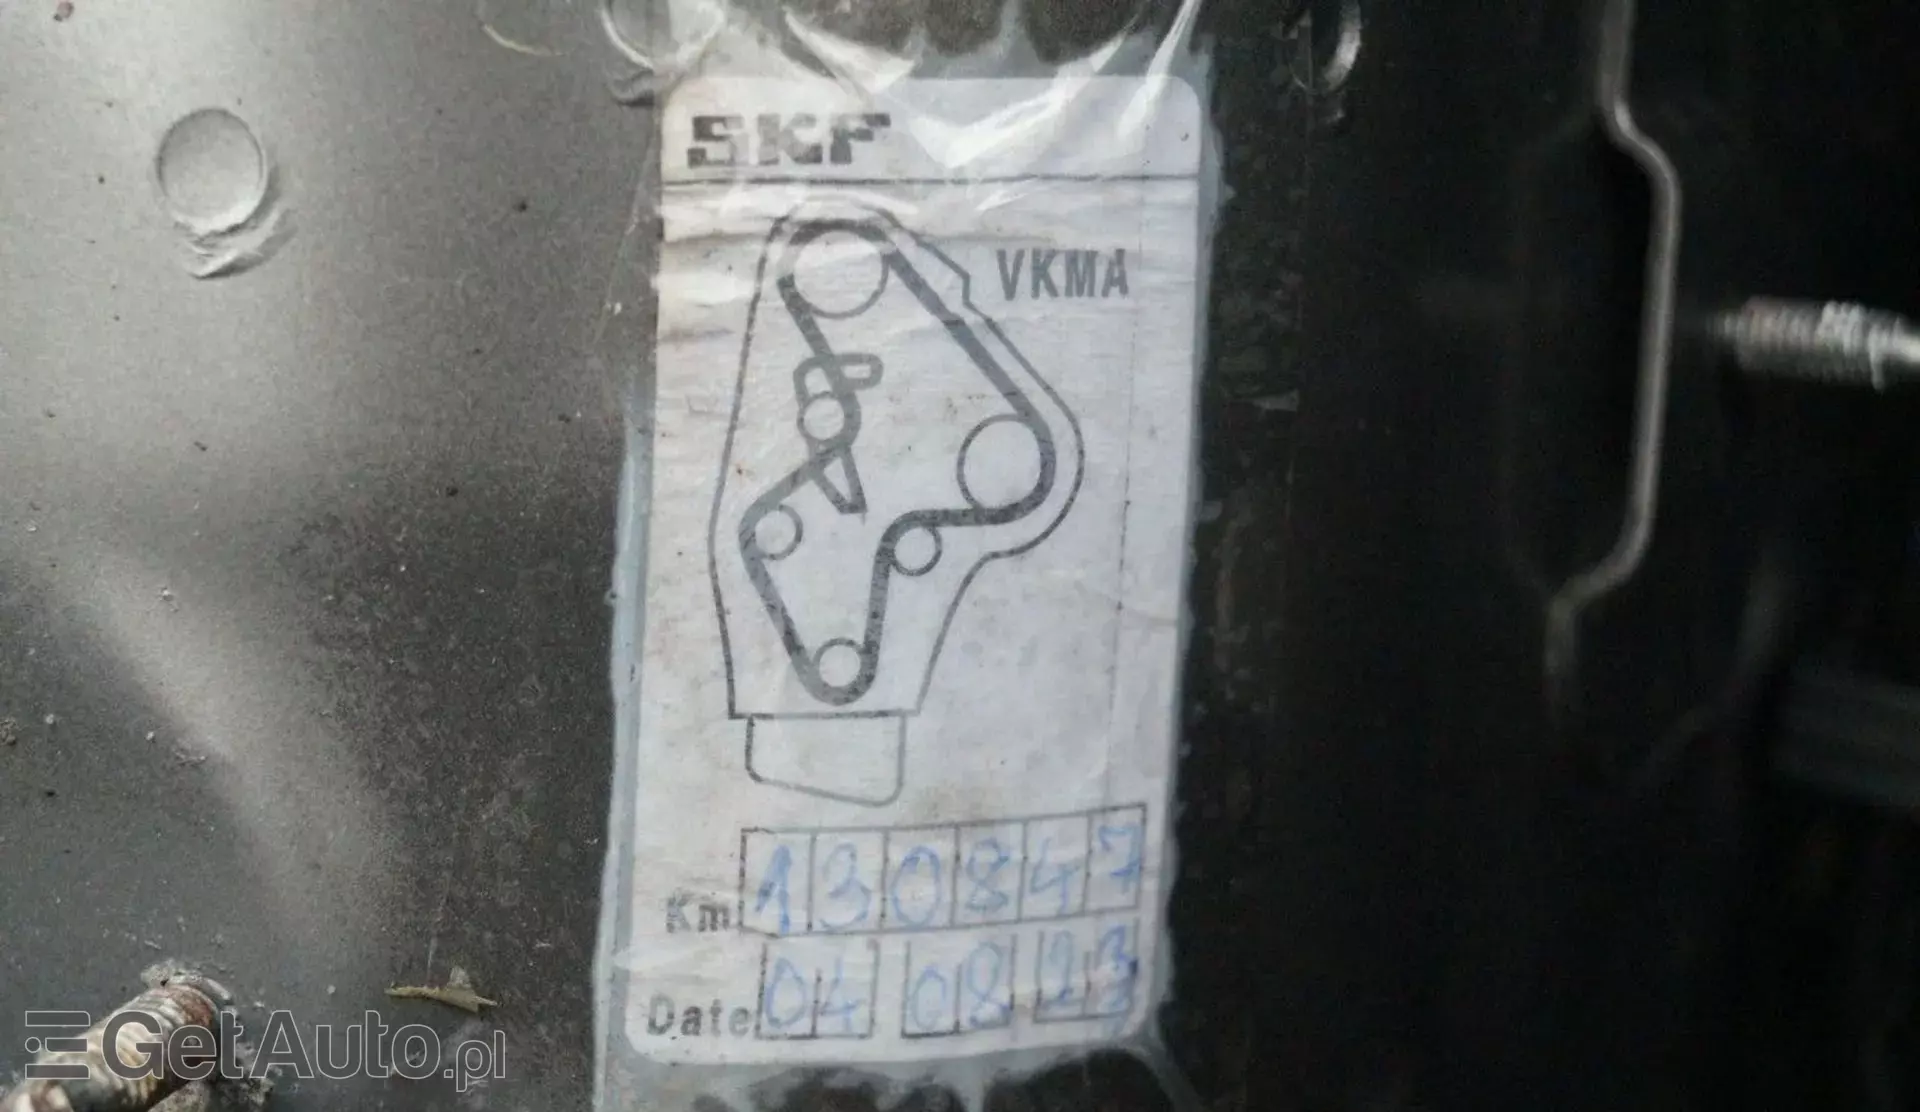 SKF
VKMA
Km 130847
Date 04 08 23
GetAuto.pl